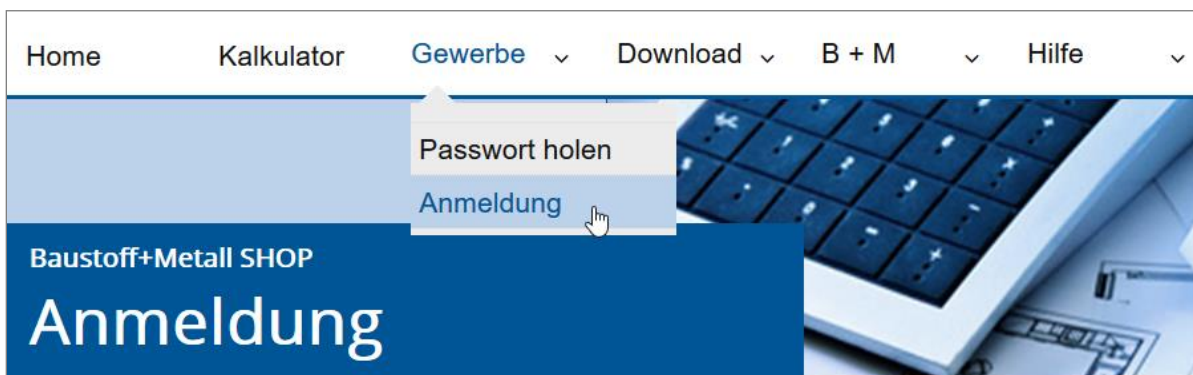 Home Kalkulator Gewerbe Download B + M Hilfe
Passwort holen
Anmeldung
Baustoff+Metall SHOP
Anmeldung